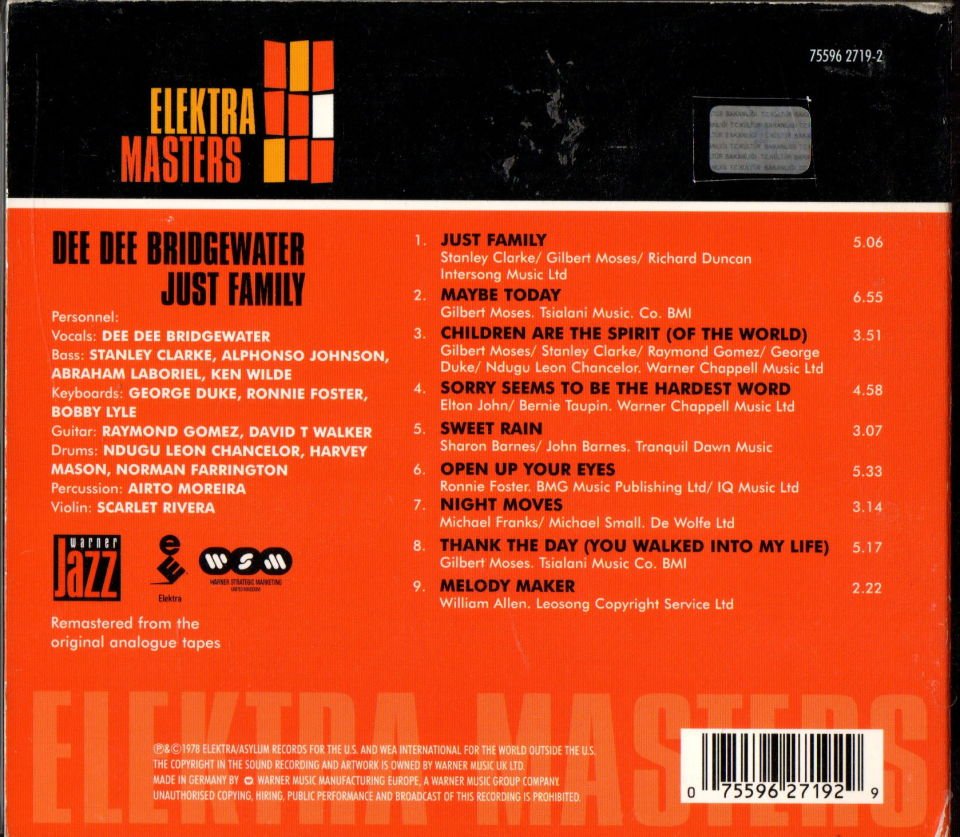 75596 2719-2
ELEKTRA
MASTERS
DEE DEE BRIDGEWATER
JUST FAMILY
Personnel:
Vocals: DEE DEE BRIDGEWATER
Bass: STANLEY CLARKE, ALPHONSO JOHNSON,
ABRAHAM LABORIEL, KEN WILDE
Keyboards: GEORGE DUKE, RONNIE FOSTER,
BOBBY LYLE
Guitar: RAYMOND GOMEZ, DAVID T WALKER
Drums: NDUGU LEON CHANCELOR, HARVEY
MASON, NORMAN FARRINGTON
Percussion: AIRTO MOREIRA
Violin: SCARLET RIVERA
warner
Jazz
Elektra
WSM
WARNER STRATEGIC MARKETING
UNITED KINGDOM
Remastered from the
original analogue tapes
1. JUST FAMILY 5.06
Stanley Clarke/ Gilbert Moses/ Richard Duncan
Intersong Music Ltd
2. MAYBE TODAY 6.55
Gilbert Moses. Tsialani Music. Co. BMI
3. CHILDREN ARE THE SPIRIT (OF THE WORLD) 3.51
Gilbert Moses/ Stanley Clarke/ Raymond Gomez/ George
Duke/ Ndugu Leon Chancelor. Warner Chappell Music Ltd
4. SORRY SEEMS TO BE THE HARDEST WORD 4.58
Elton John/ Bernie Taupin. Warner Chappell Music Ltd
5. SWEET RAIN 3.07
Sharon Barnes/ John Barnes. Tranquil Dawn Music
6. OPEN UP YOUR EYES 5.33
Ronnie Foster. BMG Music Publishing Ltd/ IQ Music Ltd
7. NIGHT MOVES 3.14
Michael Franks/ Michael Small. De Wolfe Ltd
8. THANK THE DAY (YOU WALKED INTO MY LIFE) 5.17
Gilbert Moses. Tsialani Music Co. BMI
9. MELODY MAKER 2.22
William Allen. Leosong Copyright Service Ltd
ELEKTRA MASTERS
℗&©1978 ELEKTRA/ASYLUM RECORDS FOR THE U.S. AND WEA INTERNATIONAL FOR THE WORLD OUTSIDE THE U.S.
THE COPYRIGHT IN THE SOUND RECORDING AND ARTWORK IS OWNED BY WARNER MUSIC UK LTD.
MADE IN GERMANY BY WARNER MUSIC MANUFACTURING EUROPE, A WARNER MUSIC GROUP COMPANY.
UNAUTHORISED COPYING, HIRING, PUBLIC PERFORMANCE AND BROADCAST OF THIS RECORDING IS PROHIBITED.
0 75596 27192 9